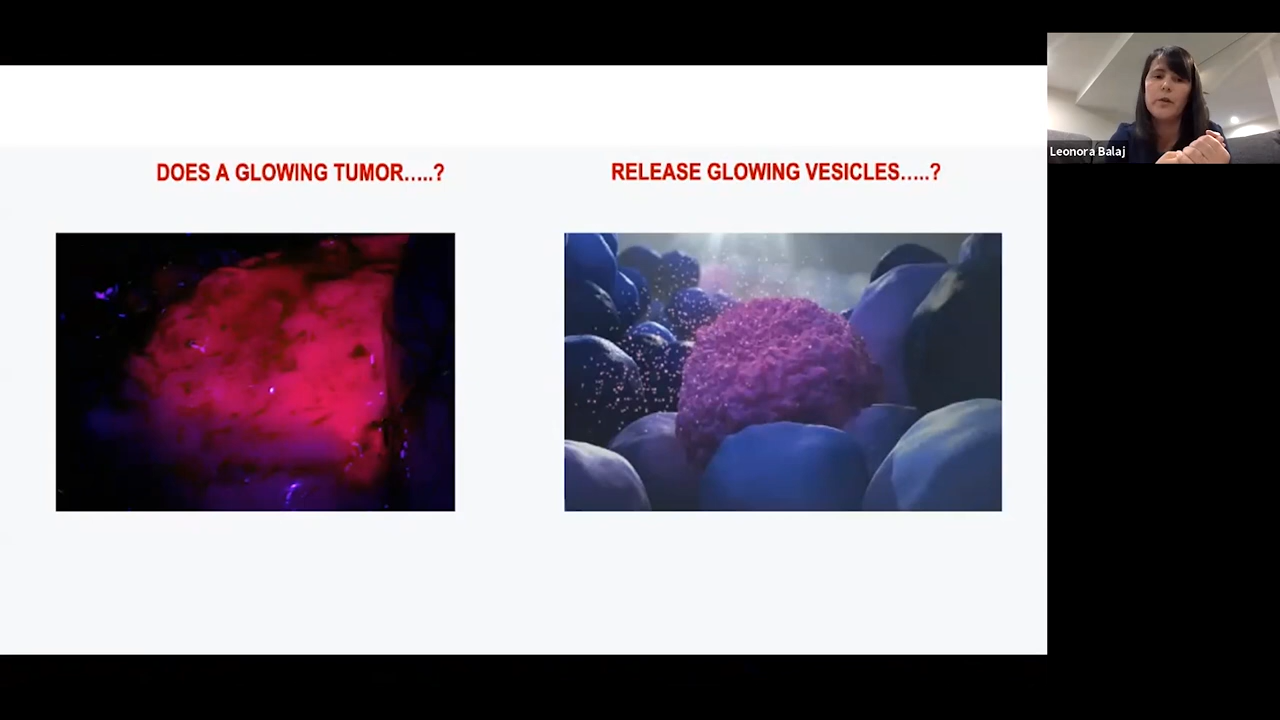 DOES A GLOWING TUMOR.....?
RELEASE GLOWING VESICLES.....?
Leonora Balaj